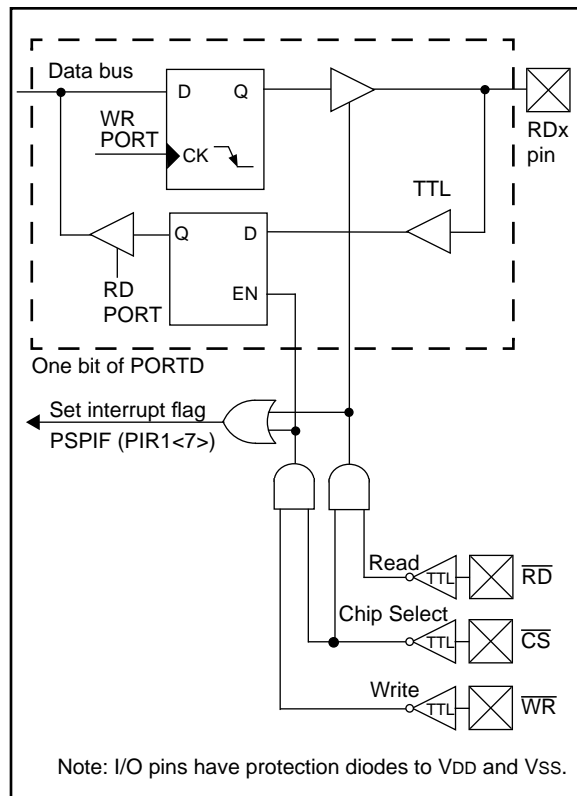 Data bus
D
Q
WR
PORT
CK
RDx
pin
TTL
Q
D
RD
PORT
EN
One bit of PORTD
Set interrupt flag
PSPIF (PIR1<7>)
Read
TTL
RD
Chip Select
TTL
CS
Write
TTL
WR
Note: I/O pins have protection diodes to VDD and VSS.